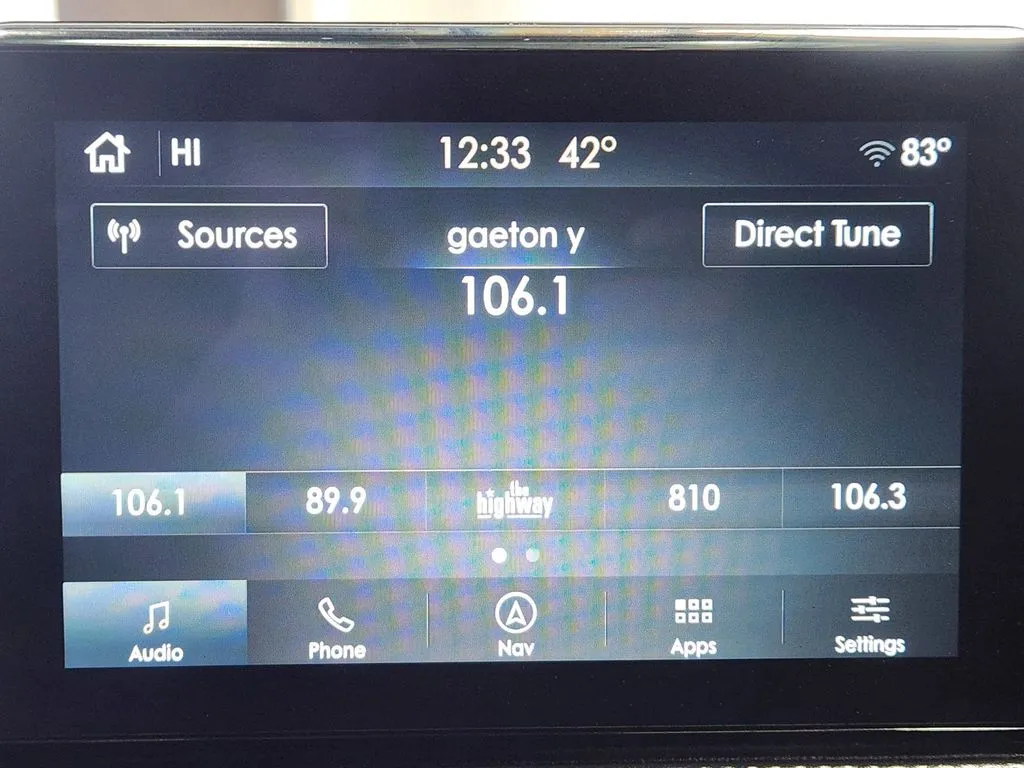 HI 12:33 42° 83°
Sources gaeton y Direct Tune
106.1
106.1 89.9 the highway 810 106.3
Audio Phone Nav Apps Settings